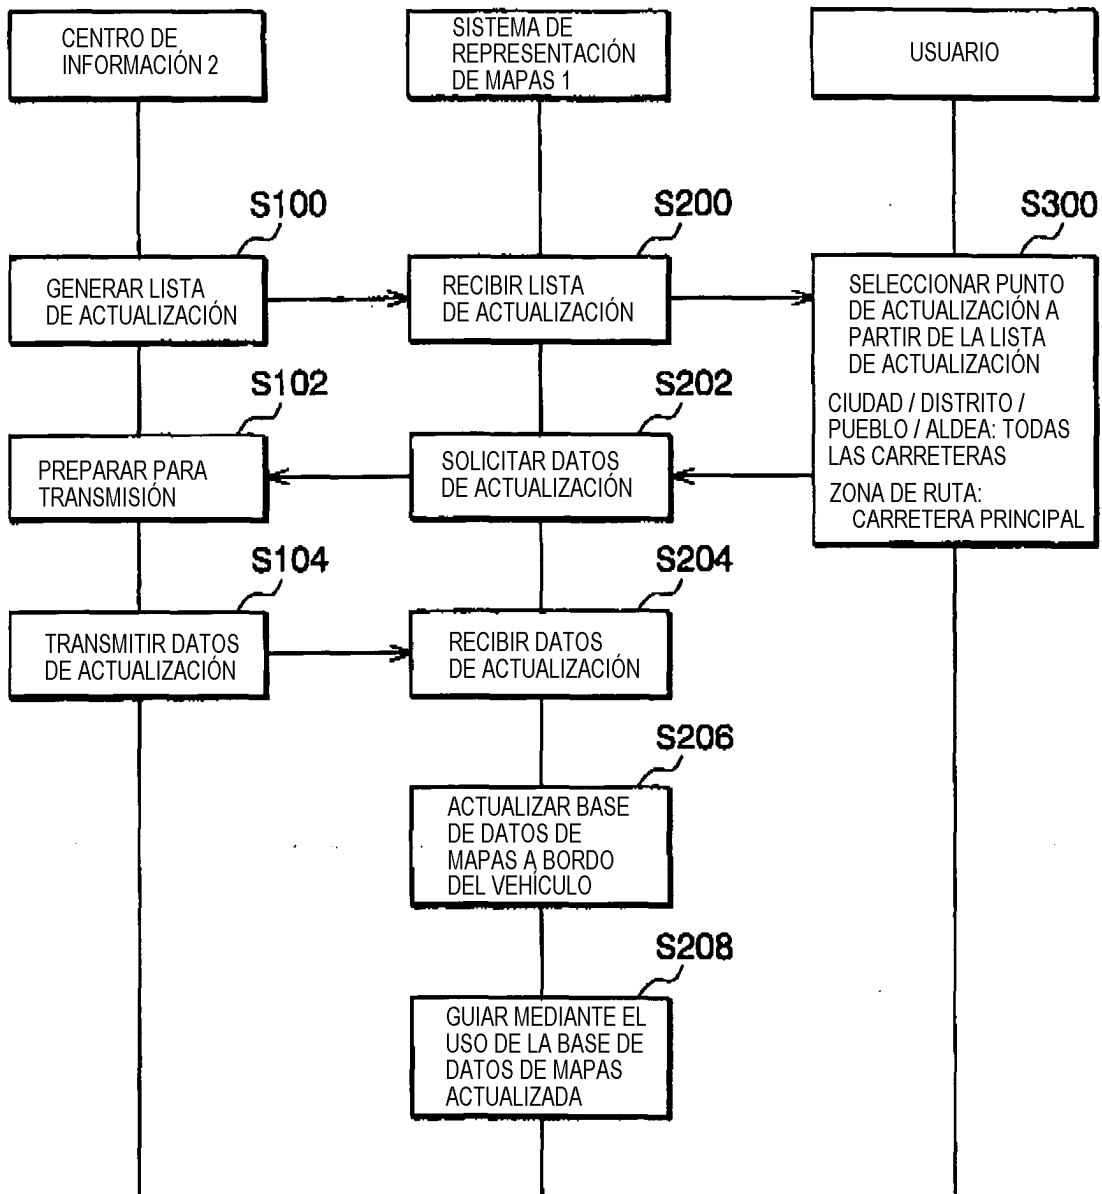 CENTRO DE
INFORMACIÓN 2
SISTEMA DE
REPRESENTACIÓN
DE MAPAS 1
USUARIO
S100
GENERAR LISTA
DE ACTUALIZACIÓN
S200
RECIBIR LISTA
DE ACTUALIZACIÓN
S300
SELECCIONAR PUNTO
DE ACTUALIZACIÓN A
PARTIR DE LA LISTA
DE ACTUALIZACIÓN
CIUDAD / DISTRITO /
PUEBLO / ALDEA: TODAS
LAS CARRETERAS
ZONA DE RUTA:
CARRETERA PRINCIPAL
S102
PREPARAR PARA
TRANSMISIÓN
S202
SOLICITAR DATOS
DE ACTUALIZACIÓN
S104
TRANSMITIR DATOS
DE ACTUALIZACIÓN
S204
RECIBIR DATOS
DE ACTUALIZACIÓN
S206
ACTUALIZAR BASE
DE DATOS DE
MAPAS A BORDO
DEL VEHÍCULO
S208
GUIAR MEDIANTE EL
USO DE LA BASE DE
DATOS DE MAPAS
ACTUALIZADA